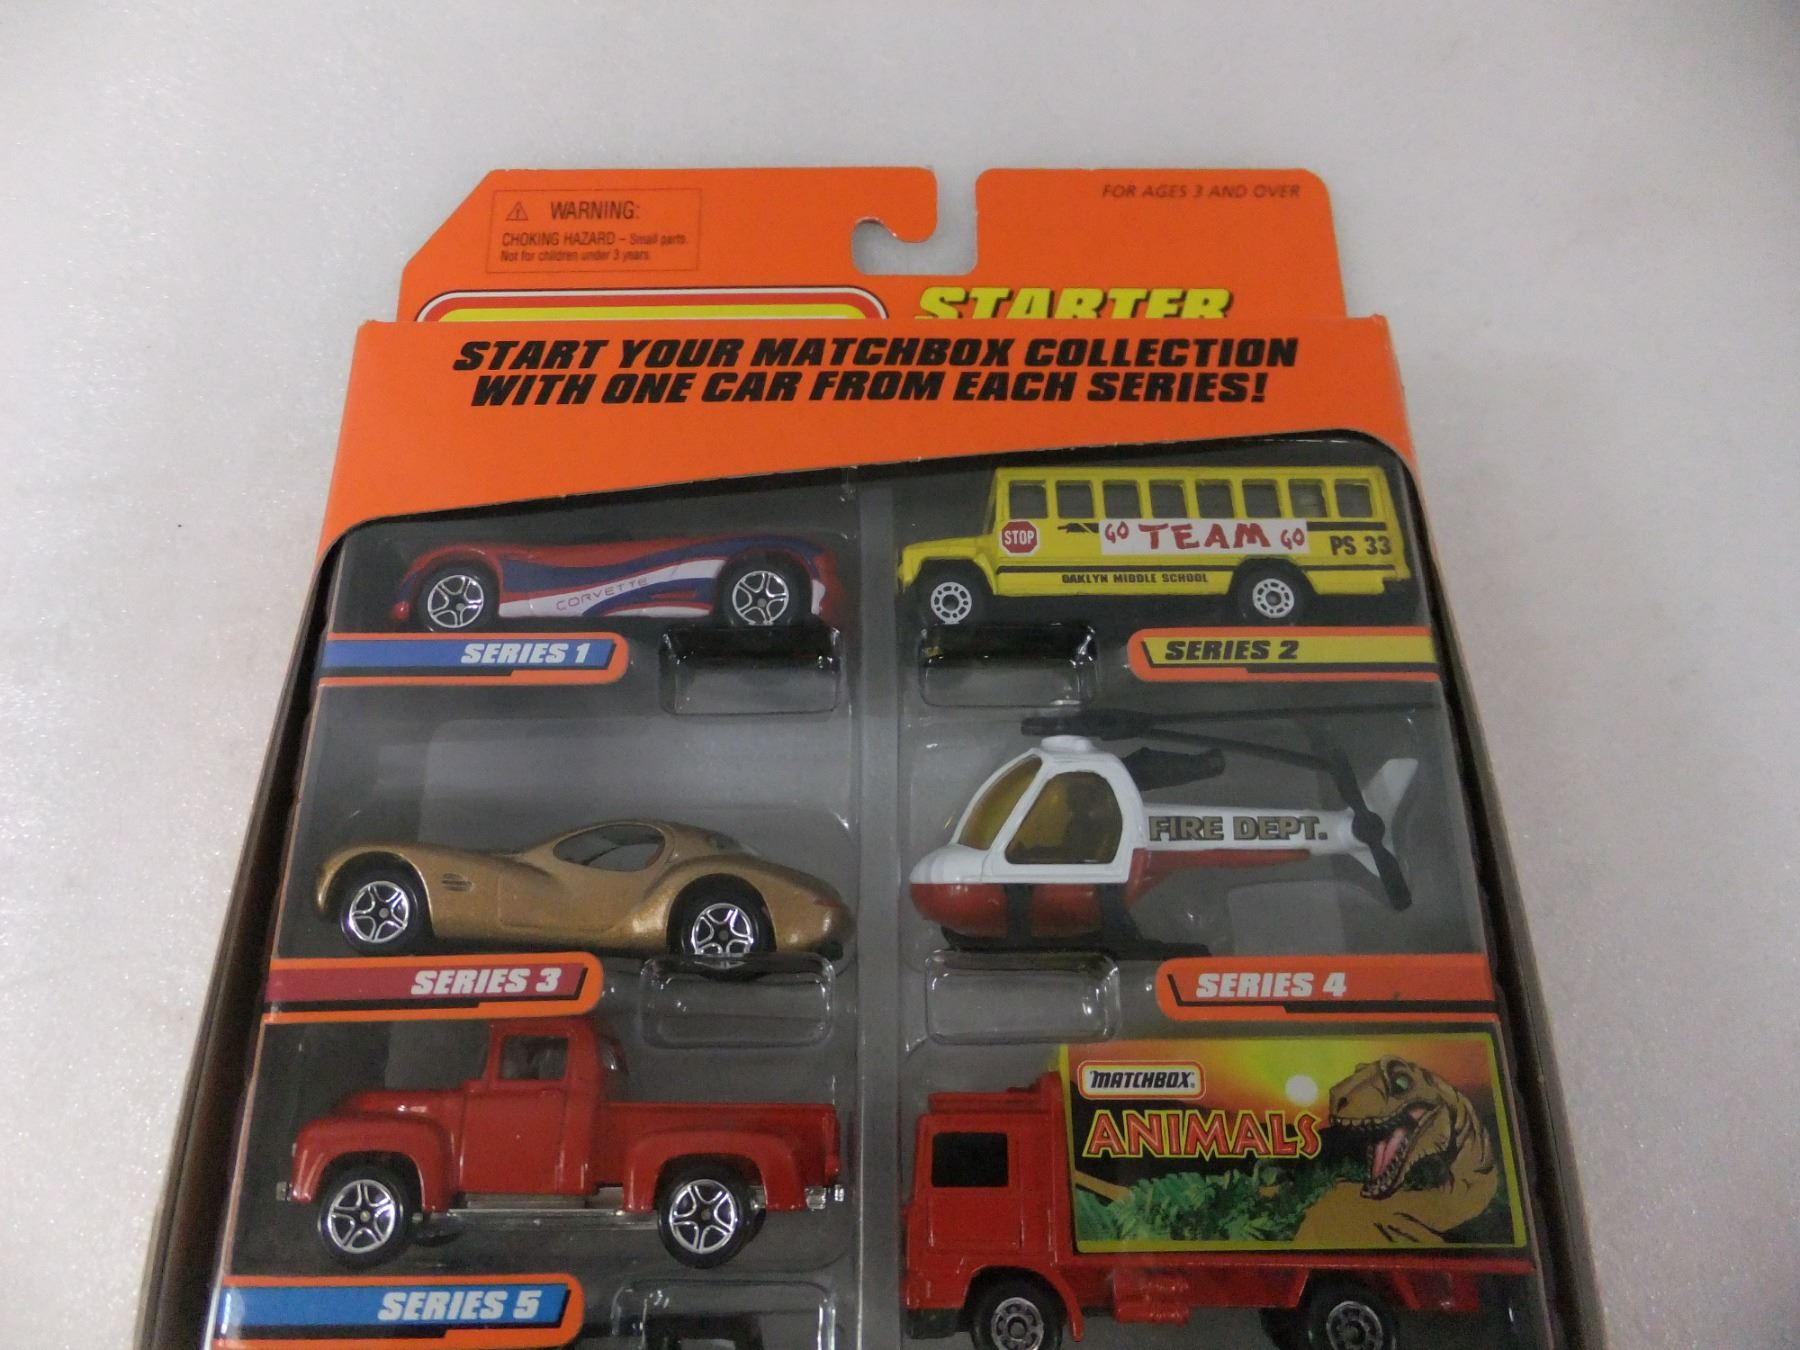 WARNING:
CHOKING HAZARD – Small parts.
Not for children under 3 years.
FOR AGES 3 AND OVER
STARTER
START YOUR MATCHBOX COLLECTION
WITH ONE CAR FROM EACH SERIES!
CORVETTE
STOP
GO TEAM GO
PS 33
OAKLYN MIDDLE SCHOOL
SERIES 1
SERIES 2
FIRE DEPT.
SERIES 3
SERIES 4
MATCHBOX
ANIMALS
SERIES 5